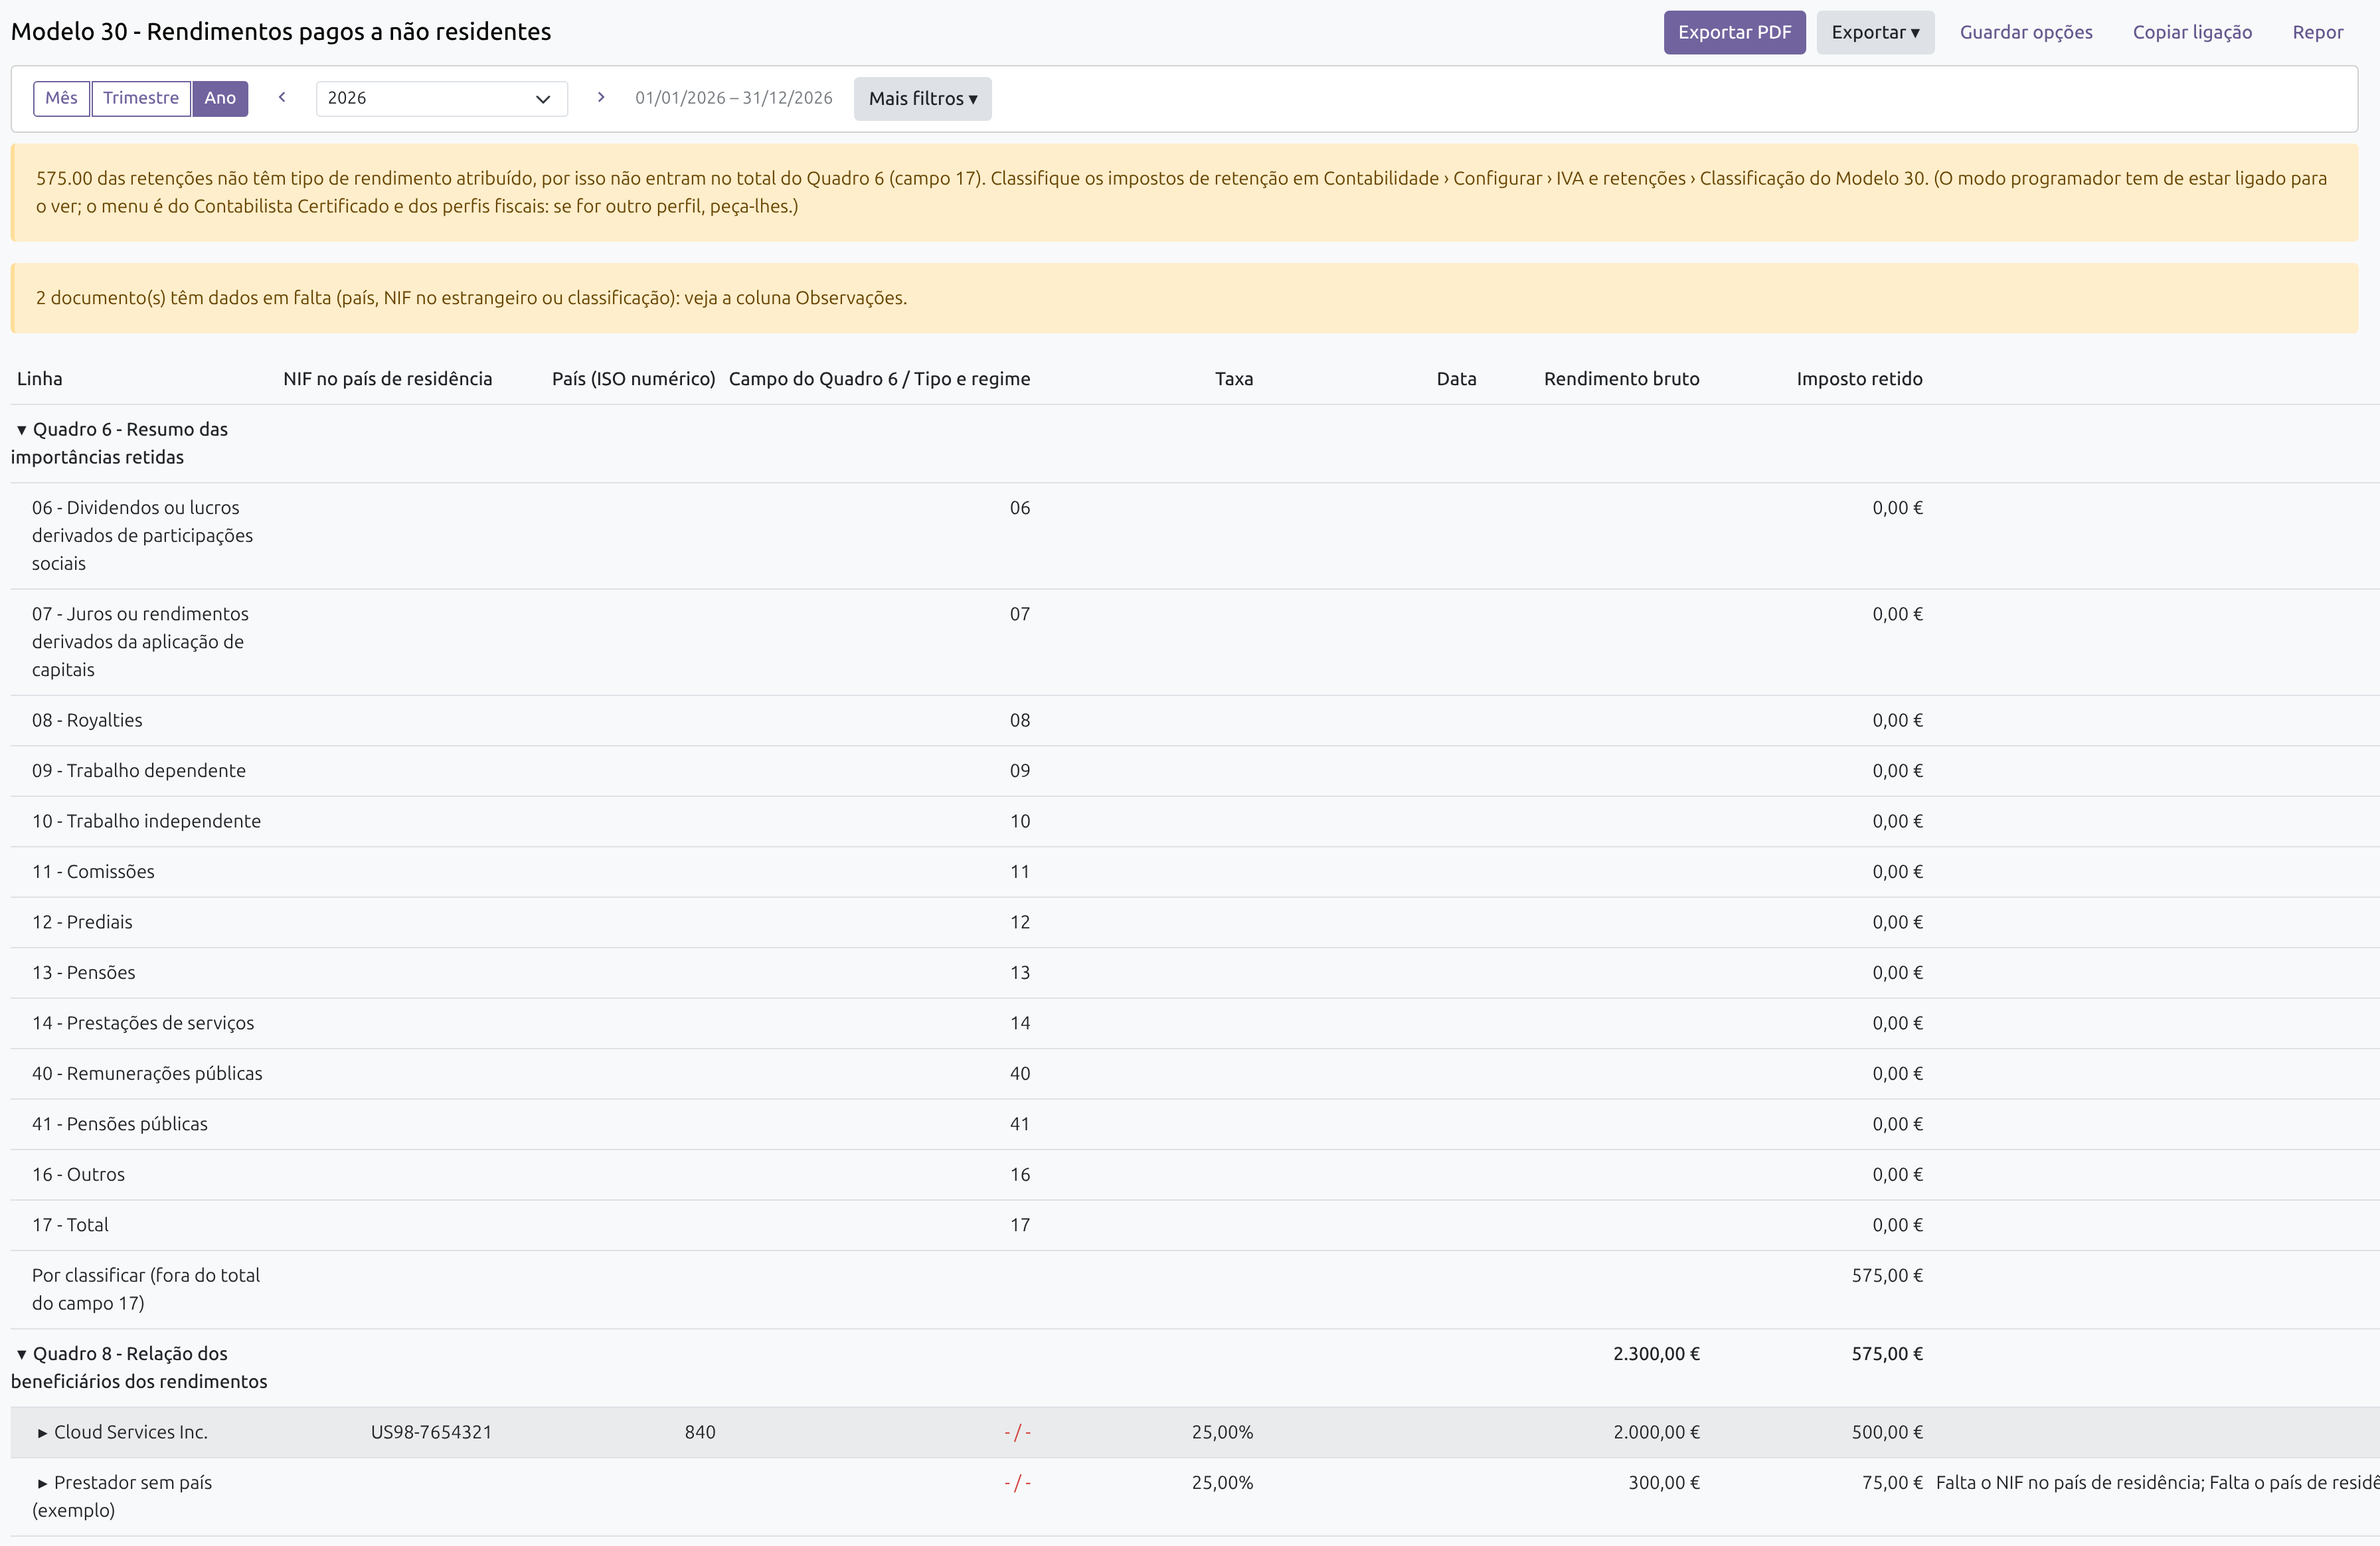 Modelo 30 - Rendimentos pagos a não residentes
Exportar PDF Exportar ▾ Guardar opções Copiar ligação Repor
Mês Trimestre Ano ‹ 2026 › 01/01/2026 – 31/12/2026 Mais filtros ▾
575.00 das retenções não têm tipo de rendimento atribuído, por isso não entram no total do Quadro 6 (campo 17). Classifique os impostos de retenção em Contabilidade › Configurar › IVA e retenções › Classificação do Modelo 30. (O modo programador tem de estar ligado para
o ver; o menu é do Contabilista Certificado e dos perfis fiscais: se for outro perfil, peça-lhes.)
2 documento(s) têm dados em falta (país, NIF no estrangeiro ou classificação): veja a coluna Observações.
Linha NIF no país de residência País (ISO numérico) Campo do Quadro 6 / Tipo e regime Taxa Data Rendimento bruto Imposto retido
▾ Quadro 6 - Resumo das
importâncias retidas
06 - Dividendos ou lucros 06 0,00 €
derivados de participações
sociais
07 - Juros ou rendimentos 07 0,00 €
derivados da aplicação de
capitais
08 - Royalties 08 0,00 €
09 - Trabalho dependente 09 0,00 €
10 - Trabalho independente 10 0,00 €
11 - Comissões 11 0,00 €
12 - Prediais 12 0,00 €
13 - Pensões 13 0,00 €
14 - Prestações de serviços 14 0,00 €
40 - Remunerações públicas 40 0,00 €
41 - Pensões públicas 41 0,00 €
16 - Outros 16 0,00 €
17 - Total 17 0,00 €
Por classificar (fora do total 575,00 €
do campo 17)
▾ Quadro 8 - Relação dos 2.300,00 € 575,00 €
beneficiários dos rendimentos
▸ Cloud Services Inc. US98-7654321 840 - / - 25,00% 2.000,00 € 500,00 €
▸ Prestador sem país - / - 25,00% 300,00 € 75,00 € Falta o NIF no país de residência; Falta o país de
(exemplo)